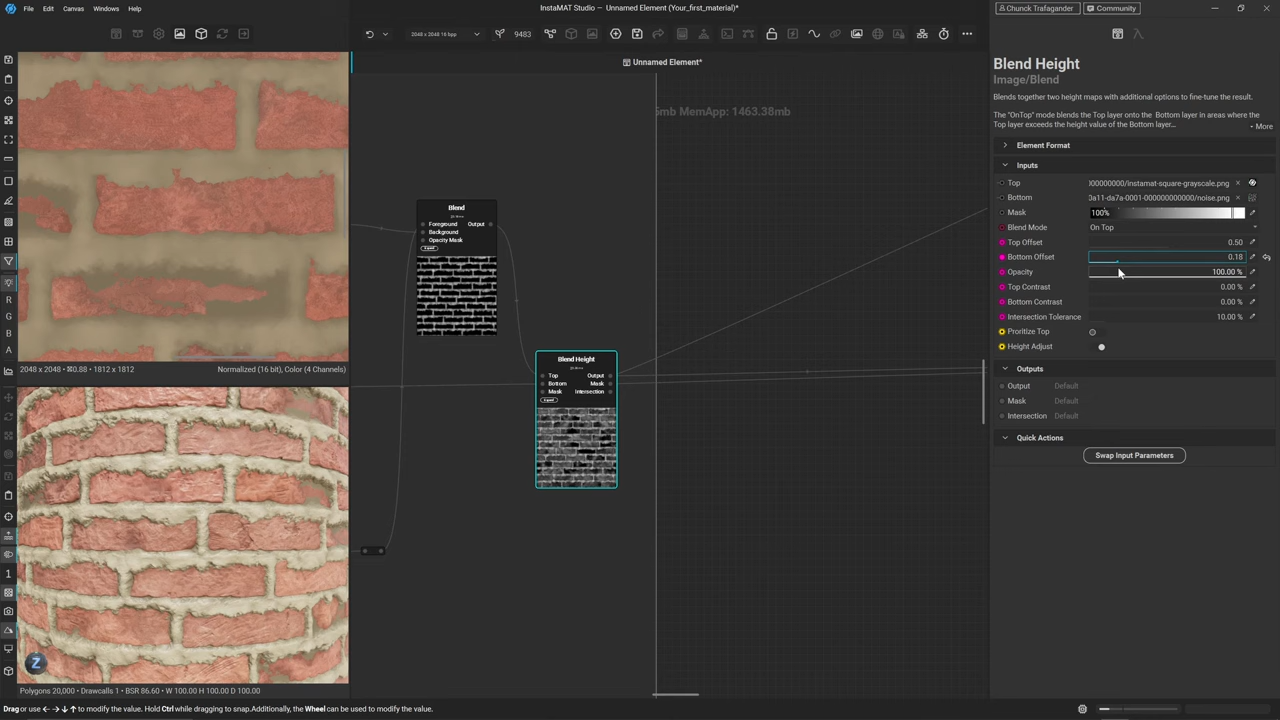 File Edit Canvas Windows Help
InstaMAT Studio – Unnamed Element (Your_first_material)*
Chunck Trafagander
Community
2048 x 2048 16 bpp
9483
Unnamed Element*
5mb MemApp: 1463.38mb
Blend
Foreground Output
Background
Opacity Mask
Blend Height
Top Output
Bottom Mask
Mask Intersection
R
G
B
A
2048 x 2048 • ⌘0.88 • 1812 x 1812
Normalized (16 bit), Color (4 Channels)
1
Z
Polygons 20,000 • Drawcalls 1 • BSR 86.60 • W 100.00 H 100.00 D 100.00
Drag or use ← → ↓ ↑ to modify the value. Hold Ctrl while dragging to snap.Additionally, the Wheel can be used to modify the value.
Blend Height
Image/Blend
Blends together two height maps with additional options to fine-tune the result.
The "OnTop" mode blends the Top layer onto the Bottom layer in areas where the
Top layer exceeds the height value of the Bottom layer...
More
Element Format
Inputs
Top 000000000/instamat-square-grayscale.png
Bottom 0a11-da7a-0001-000000000000/noise.png
Mask 100%
Blend Mode On Top
Top Offset 0.50
Bottom Offset 0.18
Opacity 100.00 %
Top Contrast 0.00 %
Bottom Contrast 0.00 %
Intersection Tolerance 10.00 %
Proritize Top
Height Adjust
Outputs
Output Default
Mask Default
Intersection Default
Quick Actions
Swap Input Parameters